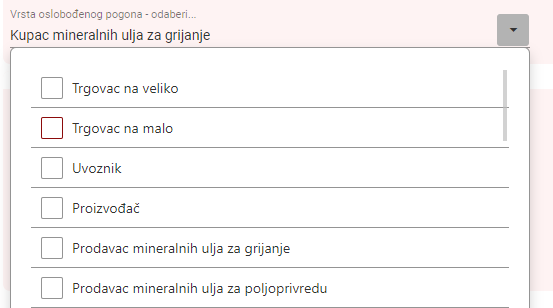 Vrsta oslobođenog pogona - odaberi...
Kupac mineralnih ulja za grijanje
Trgovac na veliko
Trgovac na malo
Uvoznik
Proizvođač
Prodavac mineralnih ulja za grijanje
Prodavac mineralnih ulja za poljoprivredu